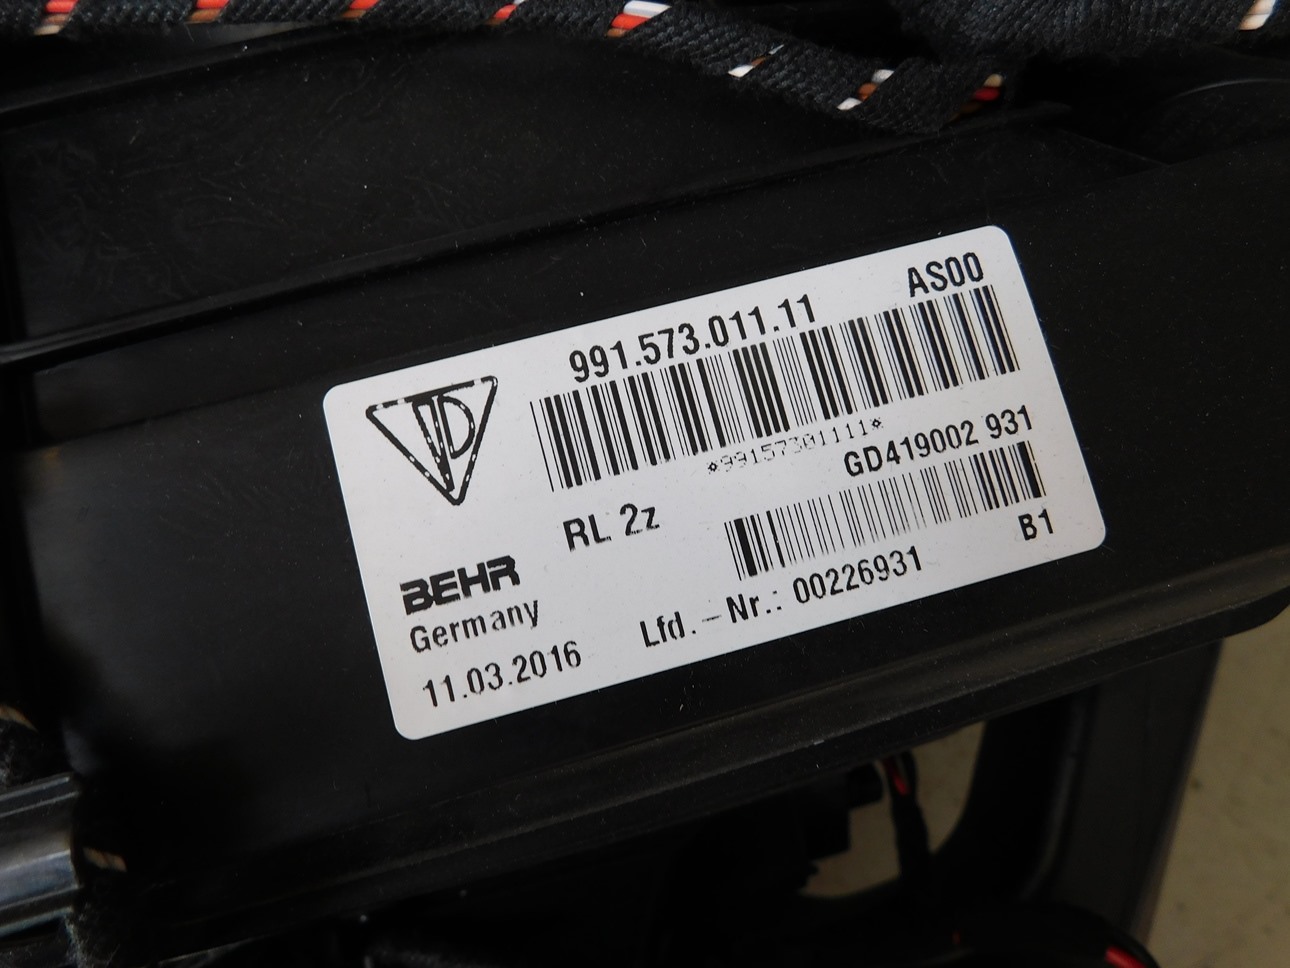 AS00
991.573.011.11
*99157301111*
GD419002 931
RL 2z
B1
BEHR
Germany
Lfd.-Nr.: 00226931
11.03.2016